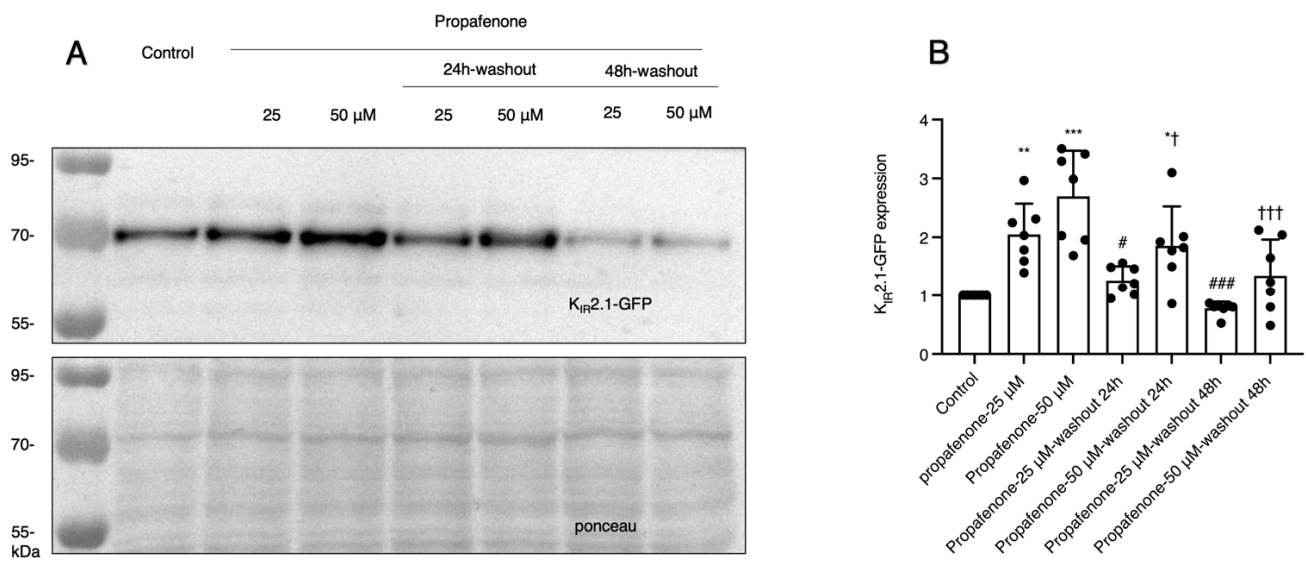 A
Propafenone
Control
24h-washout
48h-washout
25
50 µM
25
50 µM
25
50 µM
95-
70-
55-
KIR2.1-GFP
95-
70-
55-
kDa
ponceau
B
KIR2.1-GFP expression
4
3
2
1
0
**
***
#
*†
###
†††
Control
propafenone-25 µM
Propafenone-50 µM
Propafenone-25 µM-washout 24h
Propafenone-50 µM-washout 24h
Propafenone-25 µM-washout 48h
Propafenone-50 µM-washout 48h